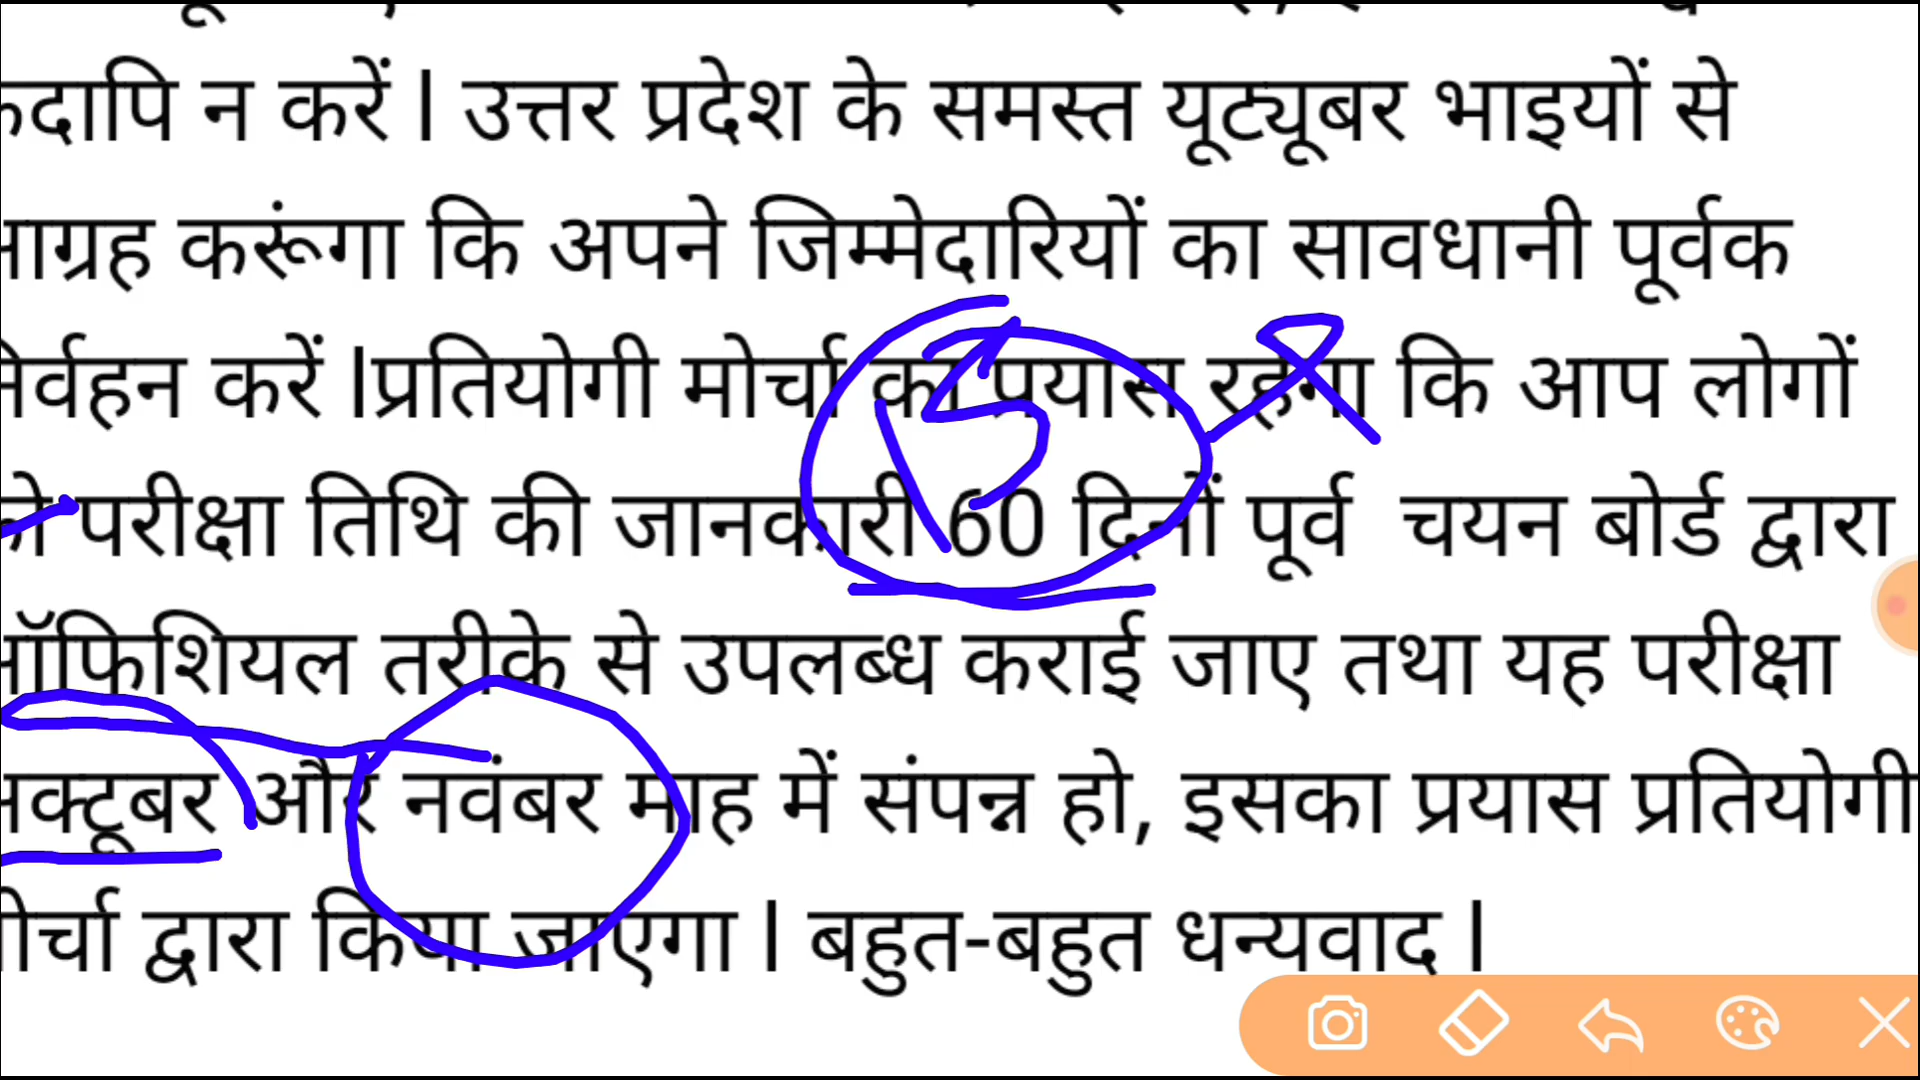 कदापि न करें। उत्तर प्रदेश के समस्त यूट्यूबर भाइयों से
आग्रह करूंगा कि अपने जिम्मेदारियों का सावधानी पूर्वक
निर्वहन करें।प्रतियोगी मोर्चा का प्रयास रहेगा कि आप लोगों
को परीक्षा तिथि की जानकारी 60 दिनों पूर्व चयन बोर्ड द्वारा
ऑफिशियल तरीके से उपलब्ध कराई जाए तथा यह परीक्षा
अक्टूबर और नवंबर माह में संपन्न हो, इसका प्रयास प्रतियोगी
मोर्चा द्वारा किया जाएगा। बहुत-बहुत धन्यवाद।